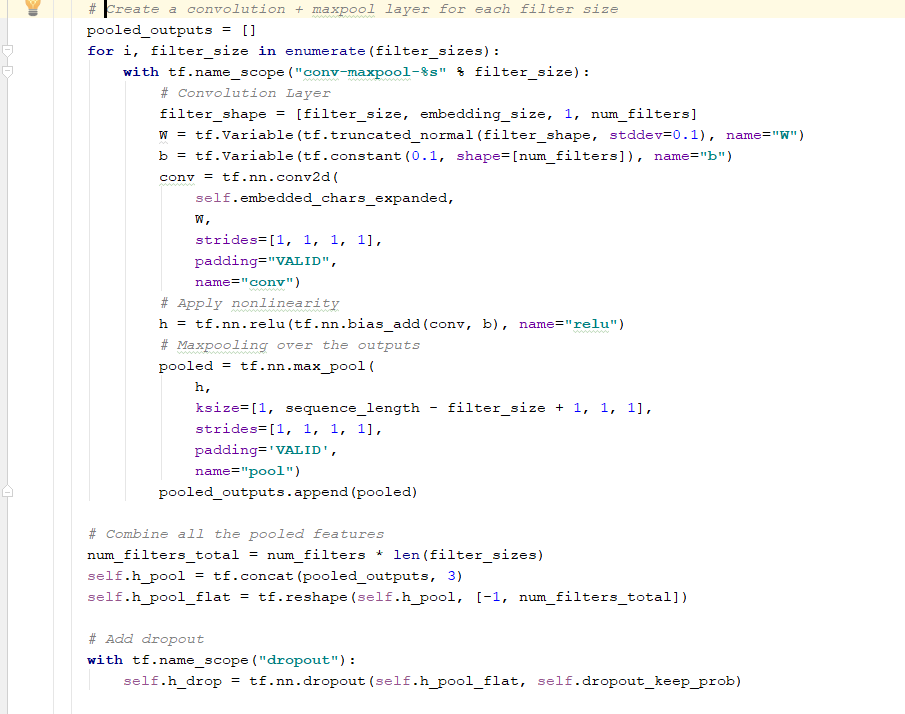 # Create a convolution + maxpool layer for each filter size
pooled_outputs = []
for i, filter_size in enumerate(filter_sizes):
    with tf.name_scope("conv-maxpool-%s" % filter_size):
        # Convolution Layer
        filter_shape = [filter_size, embedding_size, 1, num_filters]
        W = tf.Variable(tf.truncated_normal(filter_shape, stddev=0.1), name="W")
        b = tf.Variable(tf.constant(0.1, shape=[num_filters]), name="b")
        conv = tf.nn.conv2d(
            self.embedded_chars_expanded,
            W,
            strides=[1, 1, 1, 1],
            padding="VALID",
            name="conv")
        # Apply nonlinearity
        h = tf.nn.relu(tf.nn.bias_add(conv, b), name="relu")
        # Maxpooling over the outputs
        pooled = tf.nn.max_pool(
            h,
            ksize=[1, sequence_length - filter_size + 1, 1, 1],
            strides=[1, 1, 1, 1],
            padding='VALID',
            name="pool")
        pooled_outputs.append(pooled)

# Combine all the pooled features
num_filters_total = num_filters * len(filter_sizes)
self.h_pool = tf.concat(pooled_outputs, 3)
self.h_pool_flat = tf.reshape(self.h_pool, [-1, num_filters_total])

# Add dropout
with tf.name_scope("dropout"):
    self.h_drop = tf.nn.dropout(self.h_pool_flat, self.dropout_keep_prob)